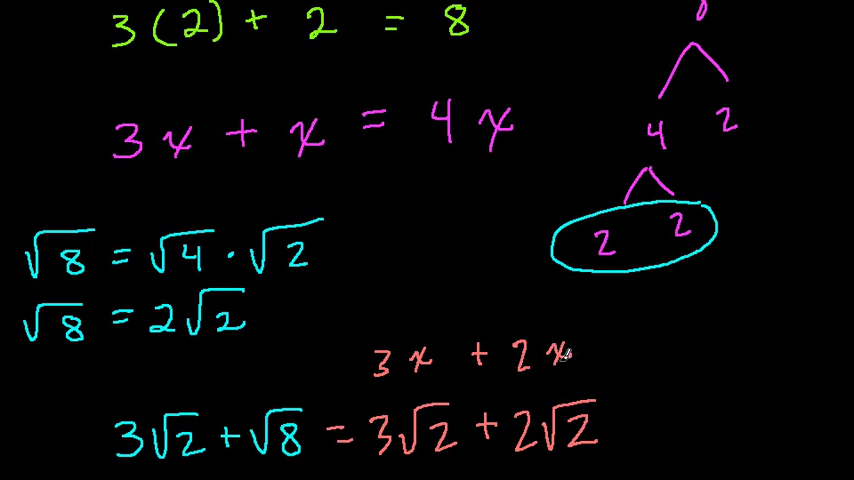 3(2) + 2 = 8
3x + x = 4x
4 2
2 2
√8 = √4 · √2
√8 = 2√2
3x + 2x
3√2 + √8 = 3√2 + 2√2